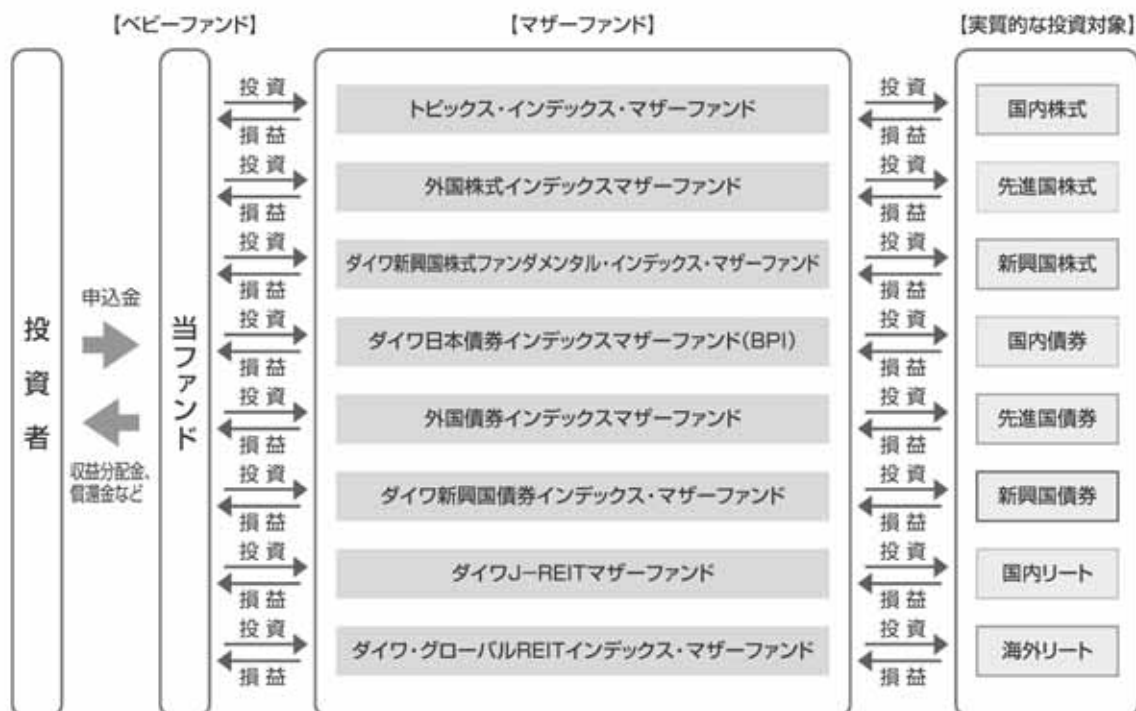 【ベビーファンド】
【マザーファンド】
【実質的な投資対象】
投資者
申込金
収益分配金、
償還金など
当ファンド
投資
損益
トピックス・インデックス・マザーファンド
投資
損益
国内株式
投資
損益
外国株式インデックスマザーファンド
投資
損益
先進国株式
投資
損益
ダイワ新興国株式ファンダメンタル・インデックス・マザーファンド
投資
損益
新興国株式
投資
損益
ダイワ日本債券インデックスマザーファンド(BPI)
投資
損益
国内債券
投資
損益
外国債券インデックスマザーファンド
投資
損益
先進国債券
投資
損益
ダイワ新興国債券インデックス・マザーファンド
投資
損益
新興国債券
投資
損益
ダイワJ-REITマザーファンド
投資
損益
国内リート
投資
損益
ダイワ・グローバルREITインデックス・マザーファンド
投資
損益
海外リート